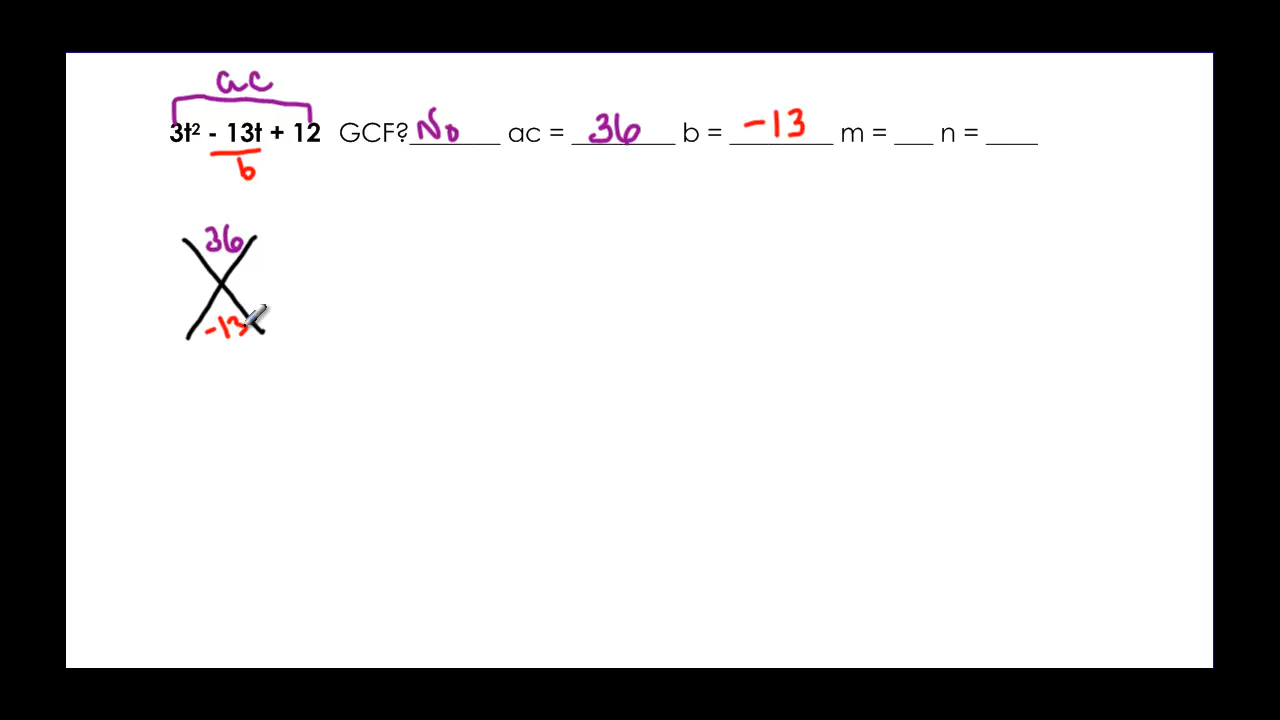 ac
3t² - 13t + 12 GCF? No ac = 36 b = -13 m = ___ n = ____
b
36
-13